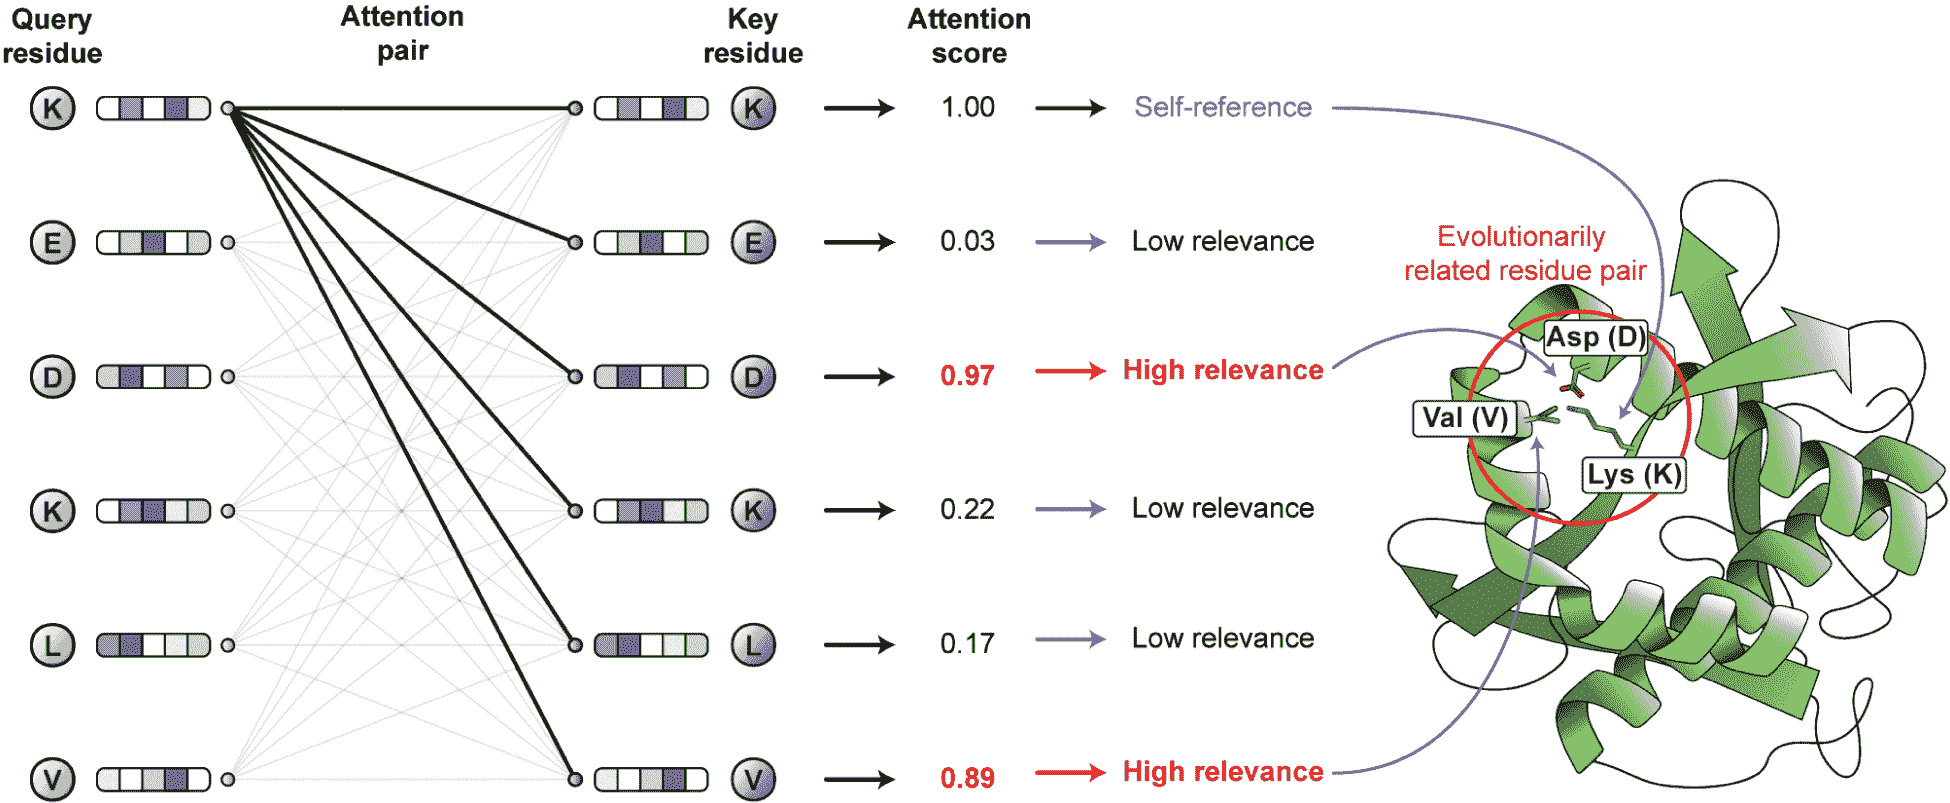 Query
residue
Attention
pair
Key
residue
Attention
score
K
K
1.00
Self-reference
E
E
0.03
Low relevance
Evolutionarily
related residue pair
D
D
0.97
High relevance
Asp (D)
Val (V)
Lys (K)
K
K
0.22
Low relevance
L
L
0.17
Low relevance
V
V
0.89
High relevance